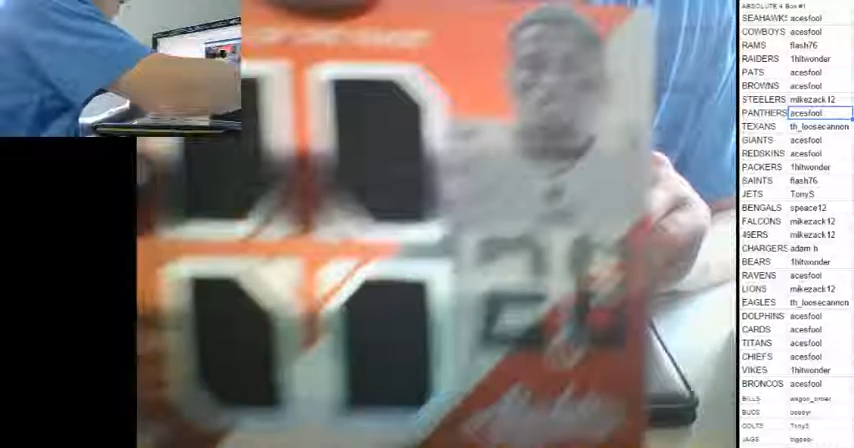 ABSOLUTE 4 Box #1
SEAHAWKS acesfool
COWBOYS acesfool
RAMS flash76
RAIDERS 1hitwonder
PATS acesfool
BROWNS acesfool
STEELERS mikezack12
PANTHERS acesfool
TEXANS th_loosecannon
GIANTS acesfool
REDSKINS acesfool
PACKERS 1hitwonder
SAINTS flash76
JETS TonyS
BENGALS speace12
FALCONS mikezack12
49ERS mikezack12
CHARGERS adam b
BEARS 1hitwonder
RAVENS acesfool
LIONS mikezack12
EAGLES th_loosecannon
DOLPHINS acesfool
CARDS acesfool
TITANS acesfool
CHIEFS acesfool
VIKES 1hitwonder
BRONCOS acesfool
BILLS
BUCS
COLTS TonyS
JAGS